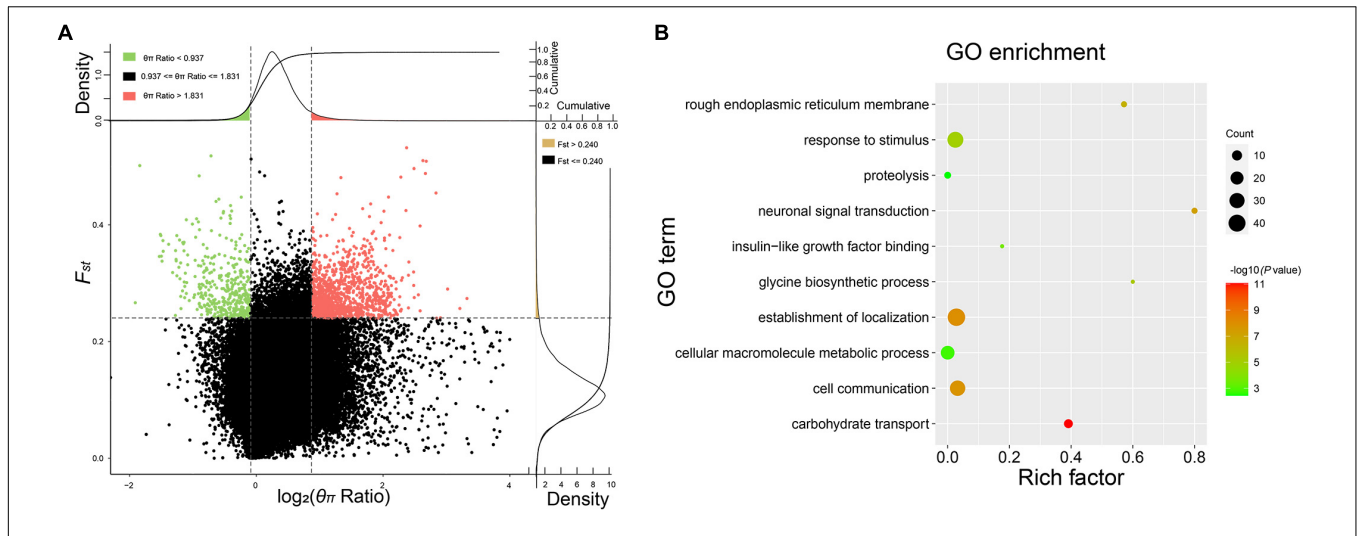 A
Density
1.0
0.0
θπ Ratio < 0.937
0.937 <= θπ Ratio <= 1.831
θπ Ratio > 1.831
1.0
0.8
0.6
0.4
0.2
Cumulative
Cumulative
0.2 0.4 0.6 0.8 1.0
Fst > 0.240
Fst <= 0.240
Fst
0.4
0.2
0.0
−2 0 2 4
log₂(θπ Ratio)
2 4 6 8 10
Density
B
GO enrichment
GO term
rough endoplasmic reticulum membrane
response to stimulus
proteolysis
neuronal signal transduction
insulin−like growth factor binding
glycine biosynthetic process
establishment of localization
cellular macromolecule metabolic process
cell communication
carbohydrate transport
0.0 0.2 0.4 0.6 0.8
Rich factor
Count
10
20
30
40
-log10(P value)
11
9
7
5
3